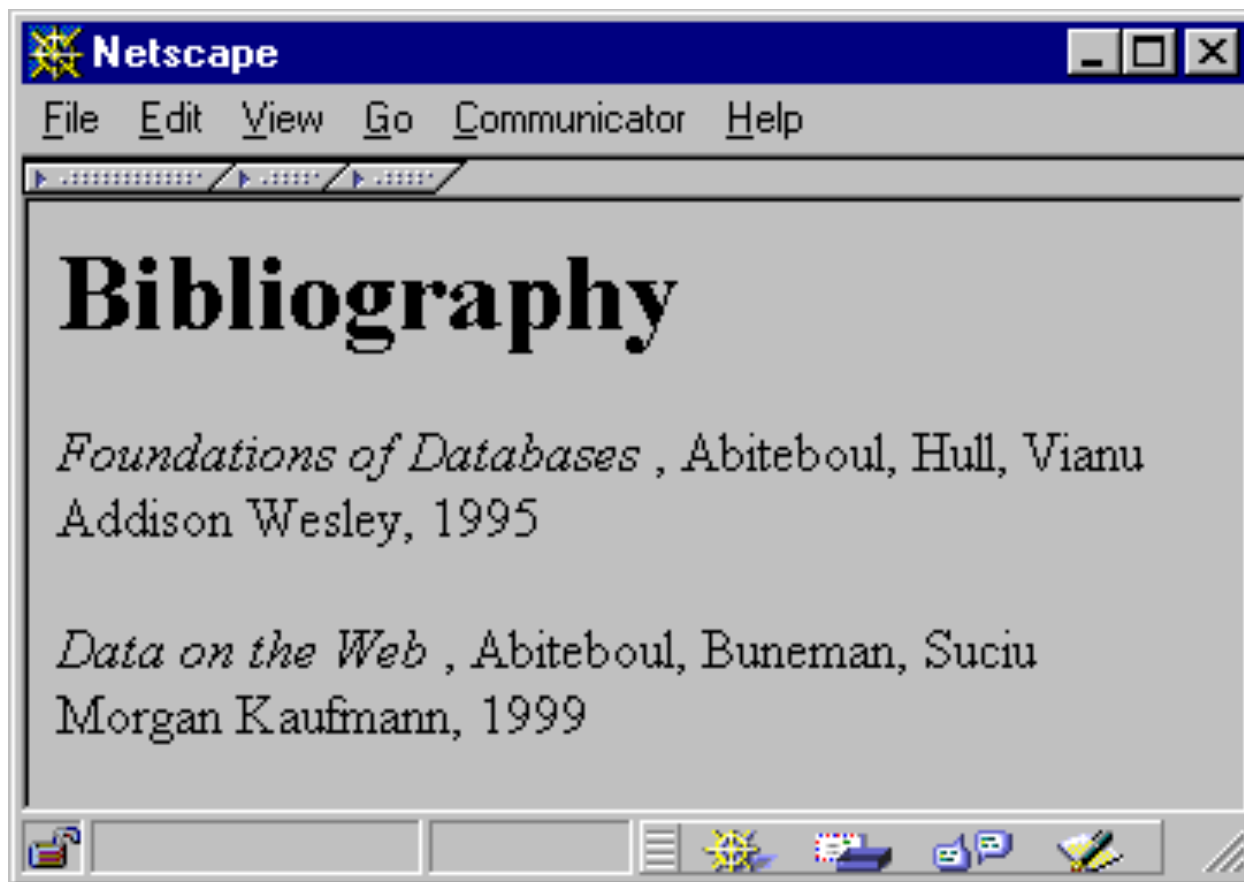 Netscape
File Edit View Go Communicator Help
Bibliography
Foundations of Databases , Abiteboul, Hull, Vianu
Addison Wesley, 1995
Data on the Web , Abiteboul, Buneman, Suciu
Morgan Kaufmann, 1999